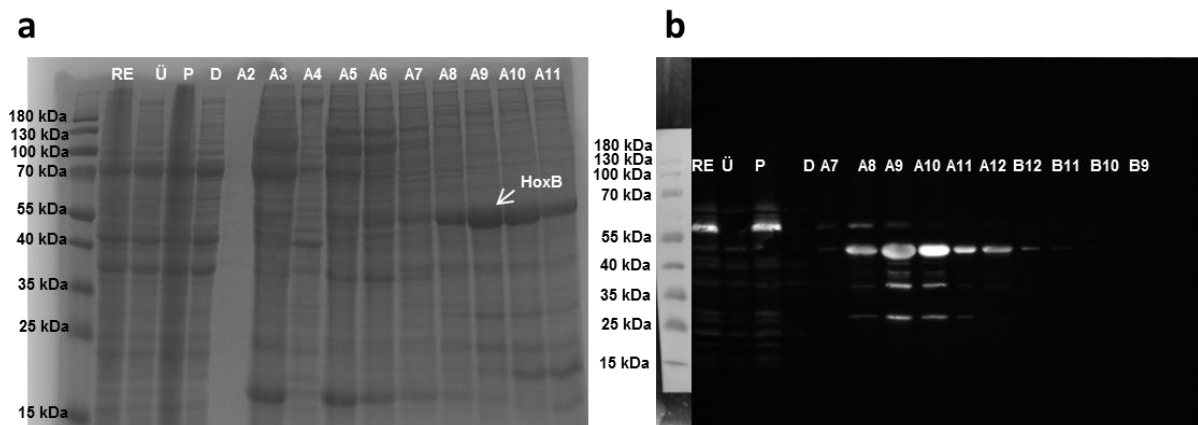 a
RE Ü P D A2 A3 A4 A5 A6 A7 A8 A9 A10 A11
180 kDa
130 kDa
100 kDa
70 kDa
55 kDa
40 kDa
35 kDa
25 kDa
15 kDa
HoxB
b
RE Ü P D A7 A8 A9 A10 A11 A12 B12 B11 B10 B9
180 kDa
130 kDa
100 kDa
70 kDa
55 kDa
40 kDa
35 kDa
25 kDa
15 kDa